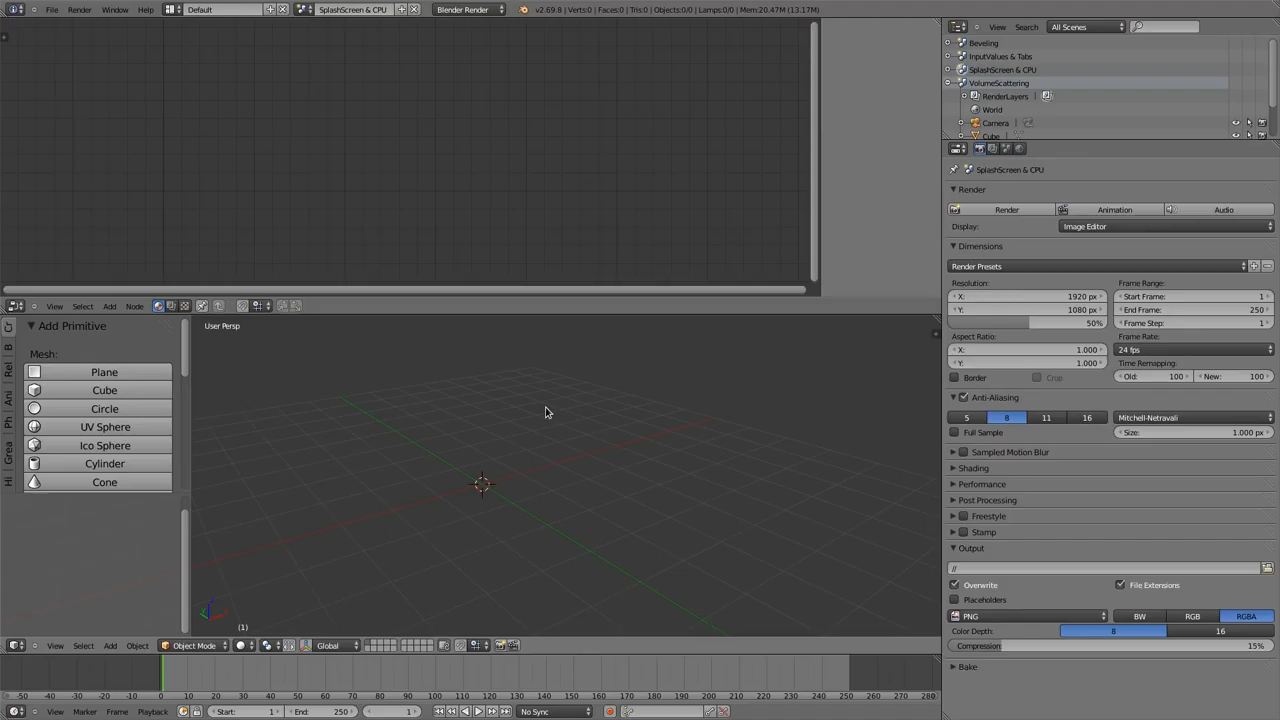 File Render Window Help Default SplashScreen & CPU Blender Render v2.69.8 | Verts:0 | Faces:0 | Tris:0 | Objects:0/0 | Lamps:0/0 | Mem:20.47M (13.17M)
View Search All Scenes
Beveling
InputValues & Tabs
SplashScreen & CPU
VolumeScattering
RenderLayers |
World
Camera |
Cube |
SplashScreen & CPU
Render
Render Animation Audio
Display: Image Editor
Dimensions
Render Presets
Resolution: Frame Range:
X: 1920 px Start Frame: 1
Y: 1080 px End Frame: 250
50% Frame Step: 1
Aspect Ratio: Frame Rate:
X: 1.000 24 fps
Y: 1.000 Time Remapping:
Border Crop Old: 100 New: 100
Anti-Aliasing
5 8 11 16 Mitchell-Netravali
Full Sample Size: 1.000 px
Sampled Motion Blur
Shading
Performance
Post Processing
Freestyle
Stamp
Output
//
Overwrite File Extensions
Placeholders
PNG BW RGB RGBA
Color Depth: 8 16
Compression: 15%
Bake
View Select Add Node
Cr
B
Rel
Ani
Ph
Grea
Hi
Add Primitive
Mesh:
Plane
Cube
Circle
UV Sphere
Ico Sphere
Cylinder
Cone
User Persp
(1)
View Select Add Object Object Mode Global
-50 -40 -30 -20 -10 0 10 20 30 40 50 60 70 80 90 100 110 120 130 140 150 160 170 180 190 200 210 220 230 240 250 260 270 280
View Marker Frame Playback Start: 1 End: 250 1 No Sync